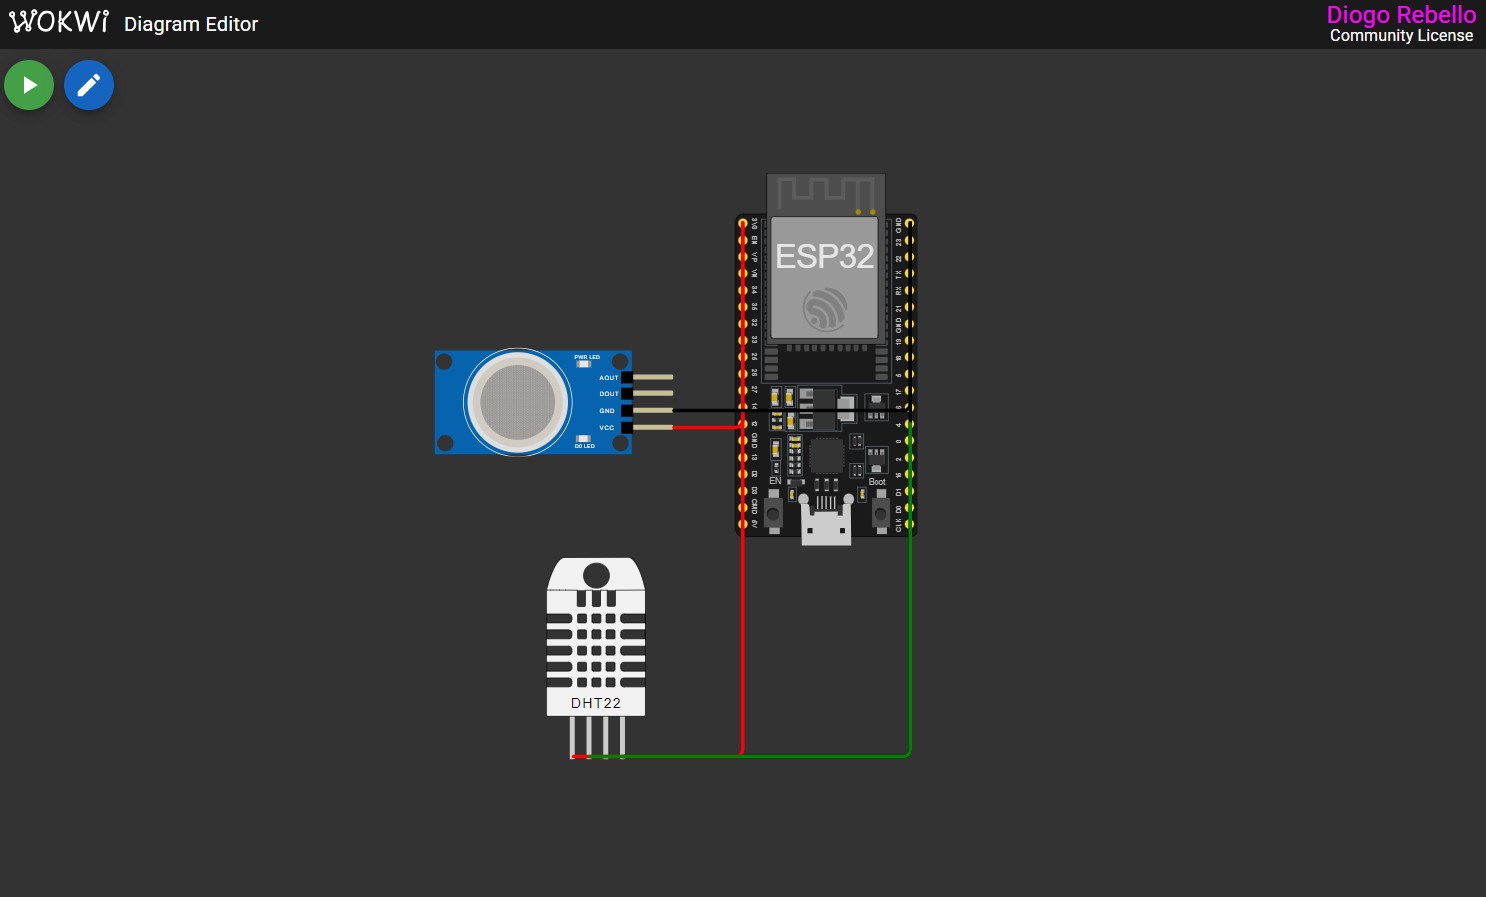 WOKWi Diagram Editor
Diogo Rebello
Community License
ESP32
3V3
EN
VP
VN
34
35
32
33
25
26
27
14
12
GND
13
D2
D3
CMD
5V
GND
23
22
TX
RX
21
GND
19
18
5
17
4
0
2
15
D1
D0
CLK
EN
Boot
PWR LED
AOUT
DOUT
GND
VCC
D0 LED
DHT22